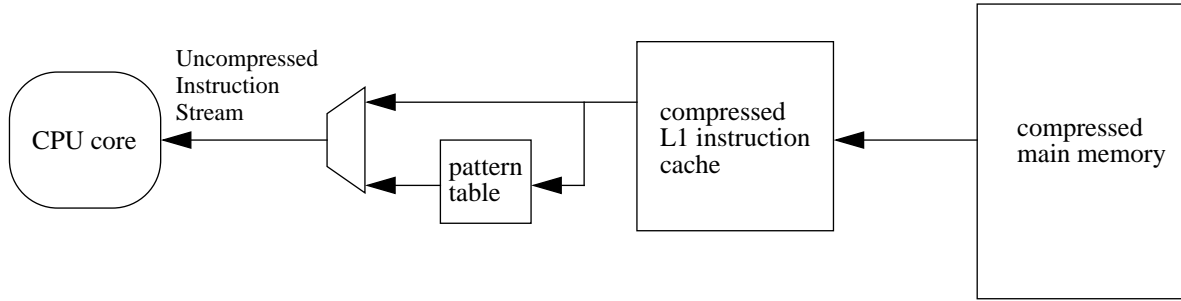 Uncompressed
Instruction
Stream
CPU core
pattern
table
compressed
L1 instruction
cache
compressed
main memory